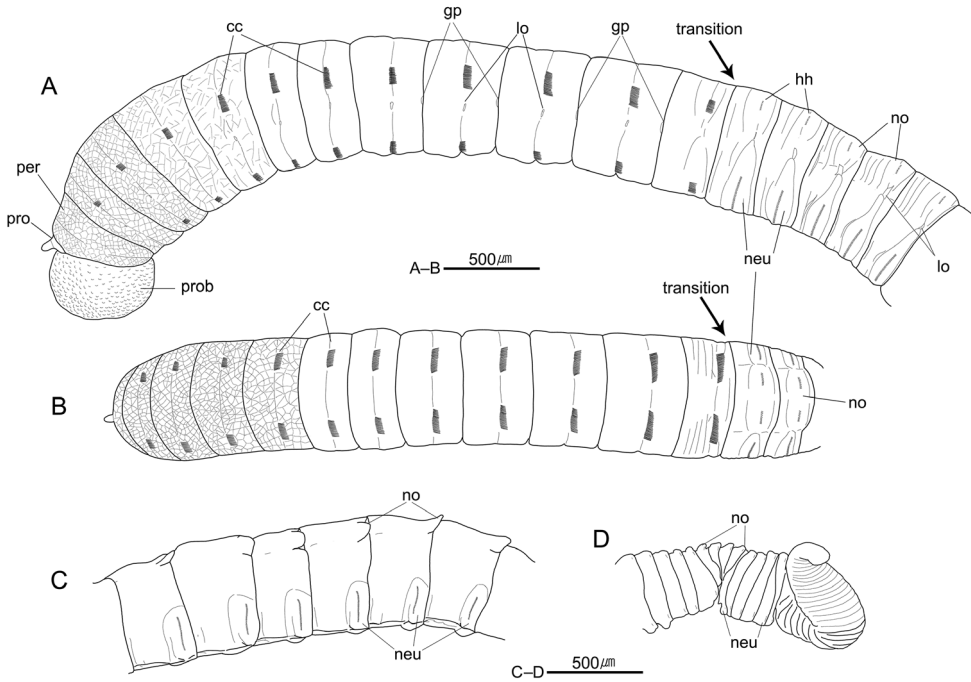 cc
gp
lo
gp
transition
hh
A
no
per
pro
500㎛
A–B
neu
lo
prob
transition
cc
B
no
no
no
C
D
neu
neu
500㎛
C–D